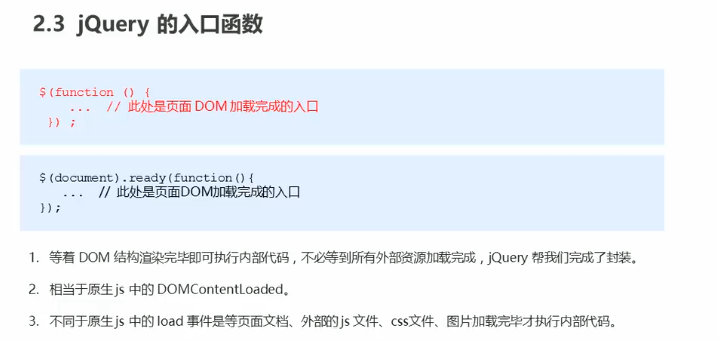 2.3 jQuery 的入口函数
$(function () {
... // 此处是页面 DOM 加载完成的入口
}) ;
$(document).ready(function(){
... // 此处是页面DOM加载完成的入口
});
1. 等着 DOM 结构渲染完毕即可执行内部代码，不必等到所有外部资源加载完成，jQuery 帮我们完成了封装。
2. 相当于原生 js 中的 DOMContentLoaded。
3. 不同于原生 js 中的 load 事件是等页面文档、外部的 js 文件、css文件、图片加载完毕才执行内部代码。